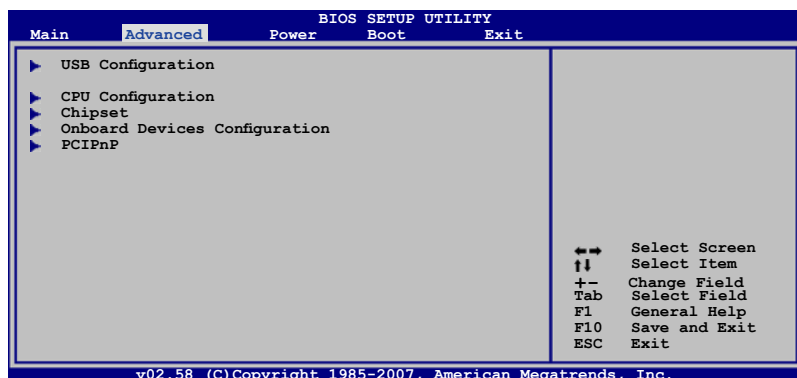 BIOS SETUP UTILITY
Main Advanced Power Boot Exit
USB Configuration
CPU Configuration
Chipset
Onboard Devices Configuration
PCIPnP
←→ Select Screen
↑↓ Select Item
+- Change Field
Tab Select Field
F1 General Help
F10 Save and Exit
ESC Exit
v02.58 (C)Copyright 1985-2007, American Megatrends, Inc.